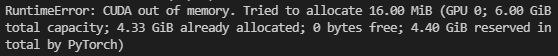 RuntimeError: CUDA out of memory. Tried to allocate 16.00 MiB (GPU 0; 6.00 GiB
total capacity; 4.33 GiB already allocated; 0 bytes free; 4.40 GiB reserved in
total by PyTorch)